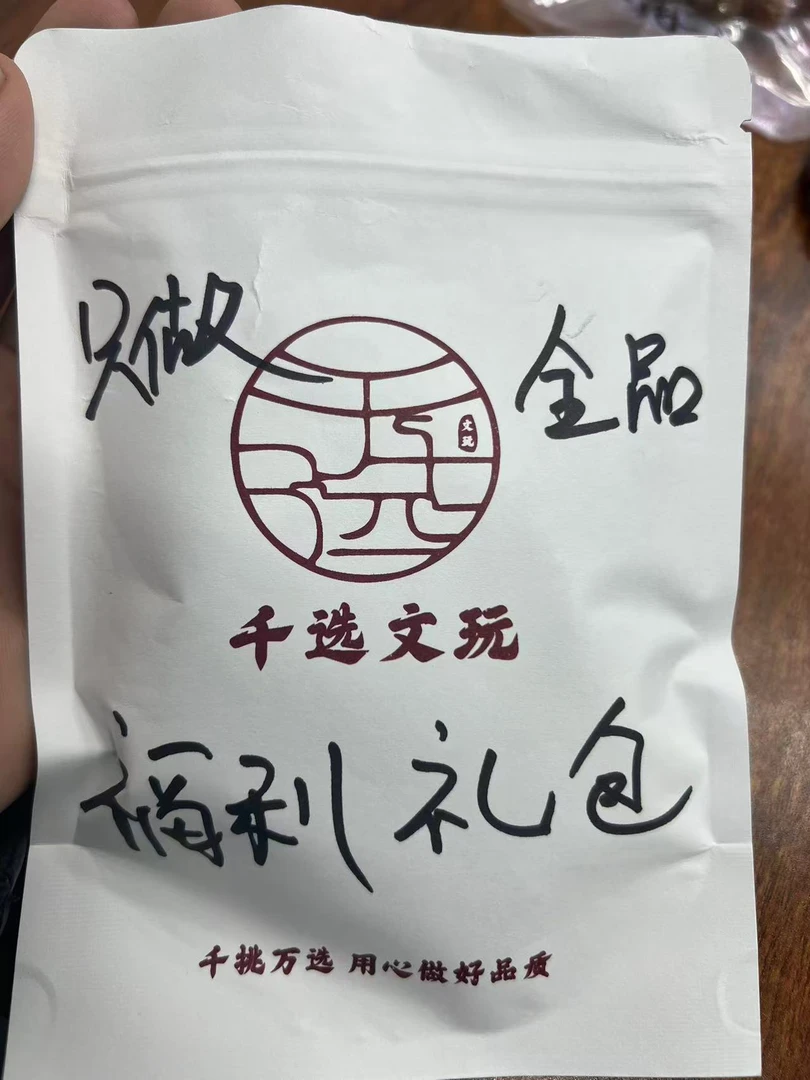 只做 全品
文玩
千选文玩
福利礼包
千挑万选 用心做好品质